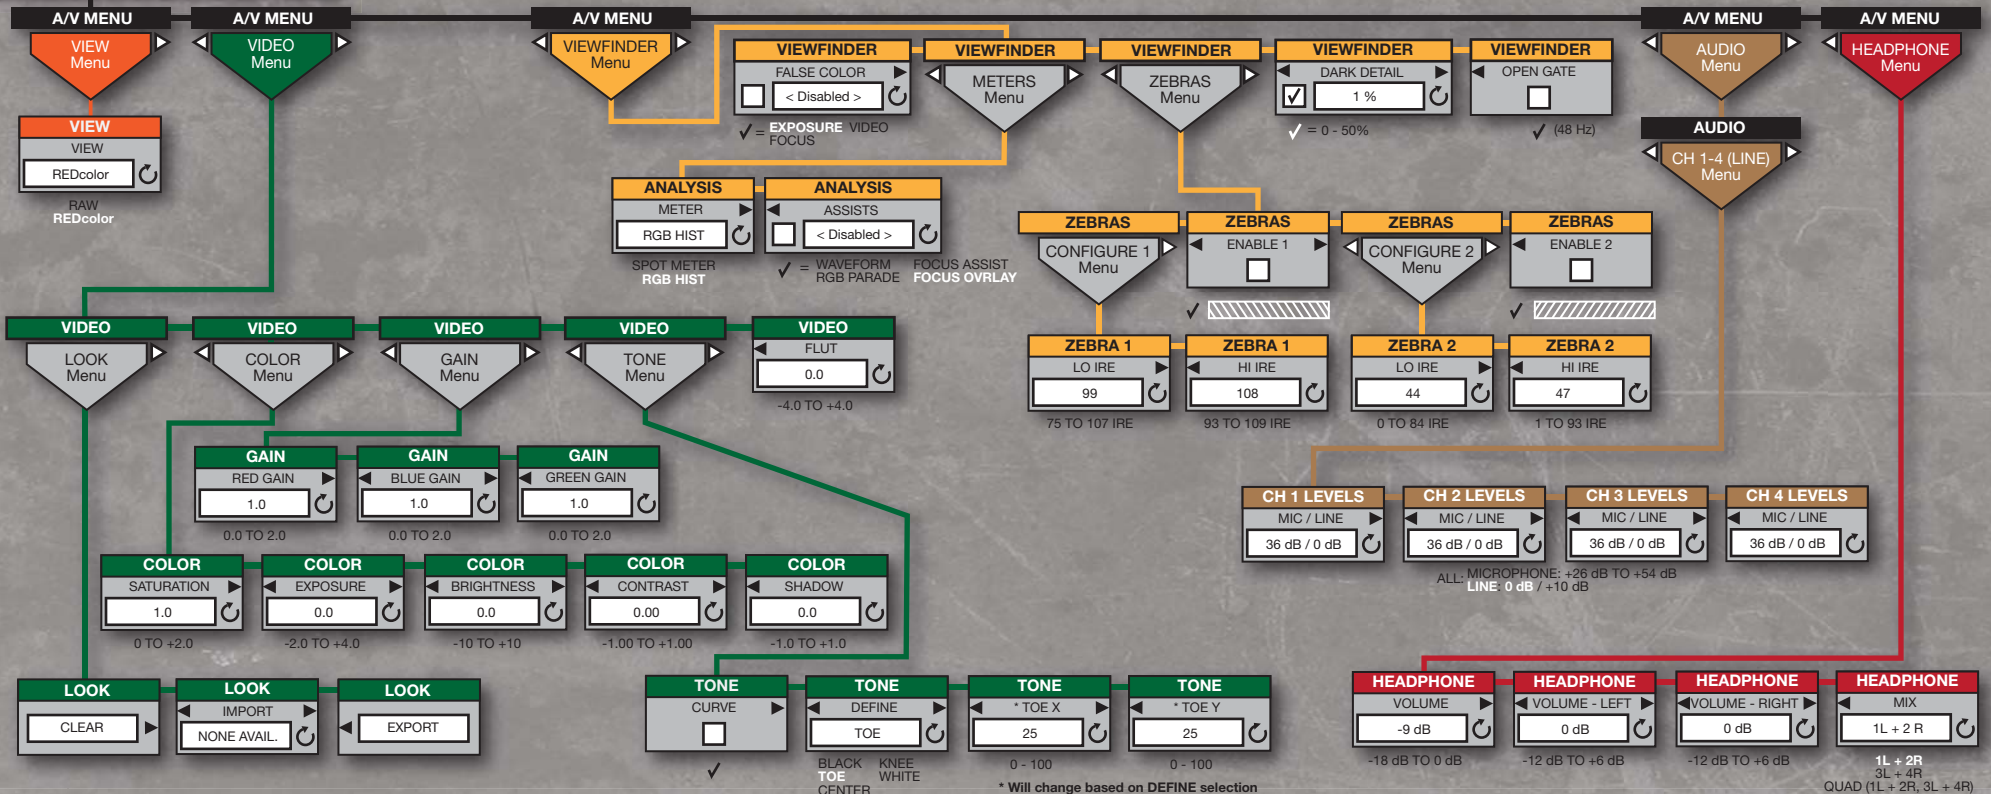 A/V MENU
VIEW
Menu
VIEW
VIEW
REDcolor
RAW
REDcolor
A/V MENU
VIDEO
Menu
A/V MENU
VIEWFINDER
Menu
VIEWFINDER
FALSE COLOR
< Disabled >
✓ = EXPOSURE VIDEO
FOCUS
VIEWFINDER
METERS
Menu
VIEWFINDER
ZEBRAS
Menu
VIEWFINDER
DARK DETAIL
✓ 1 %
✓ = 0 - 50%
VIEWFINDER
OPEN GATE
✓ (48 Hz)
A/V MENU
AUDIO
Menu
AUDIO
CH 1-4 (LINE)
Menu
A/V MENU
HEADPHONE
Menu
ANALYSIS
METER
RGB HIST
SPOT METER
RGB HIST
ANALYSIS
ASSISTS
< Disabled >
✓ = WAVEFORM FOCUS ASSIST
RGB PARADE FOCUS OVRLAY
ZEBRAS
CONFIGURE 1
Menu
ZEBRAS
ENABLE 1
✓
ZEBRAS
CONFIGURE 2
Menu
ZEBRAS
ENABLE 2
✓
ZEBRA 1
LO IRE
99
75 TO 107 IRE
ZEBRA 1
HI IRE
108
93 TO 109 IRE
ZEBRA 2
LO IRE
44
0 TO 84 IRE
ZEBRA 2
HI IRE
47
1 TO 93 IRE
VIDEO
LOOK
Menu
VIDEO
COLOR
Menu
VIDEO
GAIN
Menu
VIDEO
TONE
Menu
VIDEO
FLUT
0.0
-4.0 TO +4.0
GAIN
RED GAIN
1.0
0.0 TO 2.0
GAIN
BLUE GAIN
1.0
0.0 TO 2.0
GAIN
GREEN GAIN
1.0
0.0 TO 2.0
CH 1 LEVELS
MIC / LINE
36 dB / 0 dB
CH 2 LEVELS
MIC / LINE
36 dB / 0 dB
CH 3 LEVELS
MIC / LINE
36 dB / 0 dB
CH 4 LEVELS
MIC / LINE
36 dB / 0 dB
ALL: MICROPHONE: +26 dB TO +54 dB
LINE: 0 dB / +10 dB
COLOR
SATURATION
1.0
0 TO +2.0
COLOR
EXPOSURE
0.0
-2.0 TO +4.0
COLOR
BRIGHTNESS
0.0
-10 TO +10
COLOR
CONTRAST
0.00
-1.00 TO +1.00
COLOR
SHADOW
0.0
-1.0 TO +1.0
LOOK
CLEAR
LOOK
IMPORT
NONE AVAIL.
LOOK
EXPORT
TONE
CURVE
✓
TONE
DEFINE
TOE
BLACK KNEE
TOE WHITE
CENTER
TONE
* TOE X
25
0 - 100
TONE
* TOE Y
25
0 - 100
* Will change based on DEFINE selection
HEADPHONE
VOLUME
-9 dB
-18 dB TO 0 dB
HEADPHONE
VOLUME - LEFT
0 dB
-12 dB TO +6 dB
HEADPHONE
VOLUME - RIGHT
0 dB
-12 dB TO +6 dB
HEADPHONE
MIX
1L + 2 R
1L + 2R
3L + 4R
QUAD (1L + 2R, 3L + 4R)